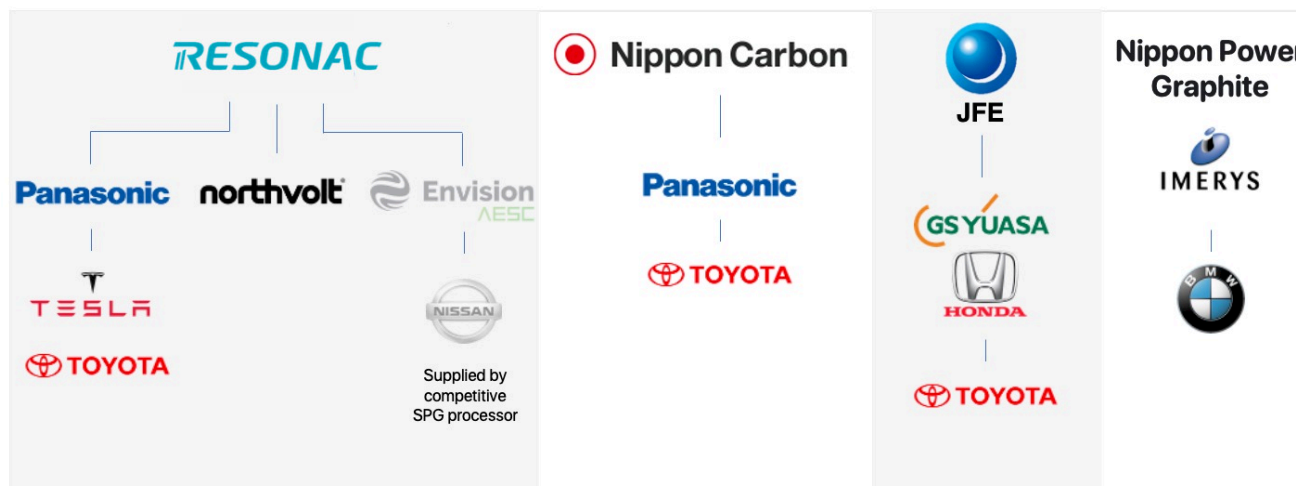 RESONAC
Panasonic
northvolt
Envision
AESC
TESLA
TOYOTA
NISSAN
Supplied by
competitive
SPG processor
Nippon Carbon
Panasonic
TOYOTA
JFE
GS YUASA
HONDA
TOYOTA
Nippon Power
Graphite
IMERYS
BMW